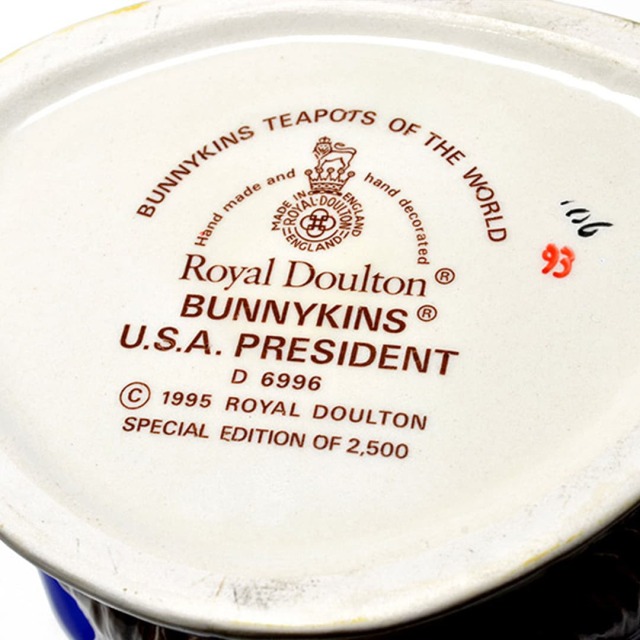 BUNNYKINS TEAPOTS OF THE WORLD
Hand made and hand decorated
MADE IN ENGLAND
ROYAL·DOULTON
ENGLAND
Royal Doulton ®
BUNNYKINS ®
U.S.A. PRESIDENT
D 6996
© 1995 ROYAL DOULTON
SPECIAL EDITION OF 2,500
93